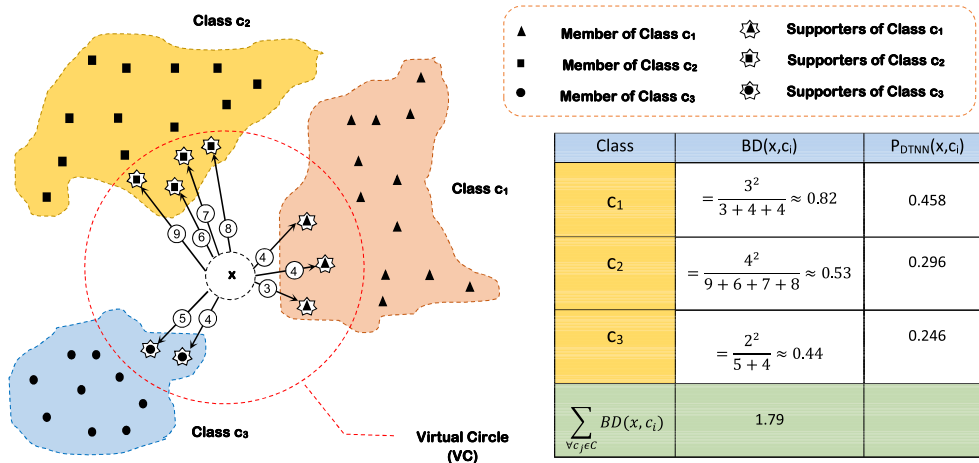 Class c₂
Member of Class c₁
Supporters of Class c₁
Member of Class c₂
Supporters of Class c₂
Member of Class c₃
Supporters of Class c₃
Class c₁
7
8
9
6
4
4
3
x
5
4
Class c₃
Virtual Circle
(VC)
Class BD(x,cᵢ) P_DTNN(x,cᵢ)
c₁ = 3²/(3 + 4 + 4) ≈ 0.82 0.458
c₂ = 4²/(9 + 6 + 7 + 8) ≈ 0.53 0.296
c₃ = 2²/(5 + 4) ≈ 0.44 0.246
∑_{∀cⱼϵC} BD(x, cᵢ) 1.79